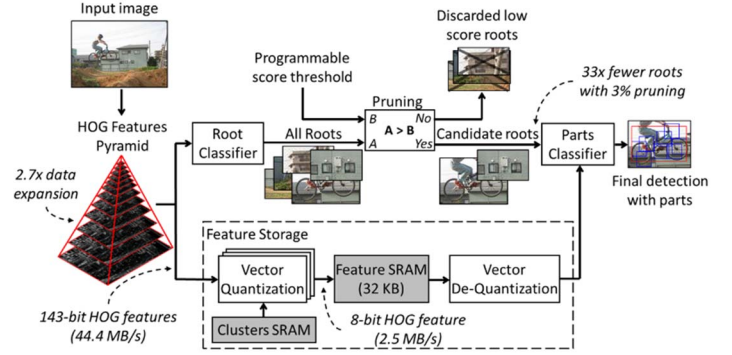 Input image
HOG Features
Pyramid
2.7x data
expansion
143-bit HOG features
(44.4 MB/s)
Root
Classifier
All Roots
Programmable
score threshold
Pruning
B
No
A > B
A
Yes
Discarded low
score roots
Candidate roots
33x fewer roots
with 3% pruning
Parts
Classifier
Final detection
with parts
Feature Storage
Vector
Quantization
Clusters SRAM
Feature SRAM
(32 KB)
8-bit HOG feature
(2.5 MB/s)
Vector
De-Quantization